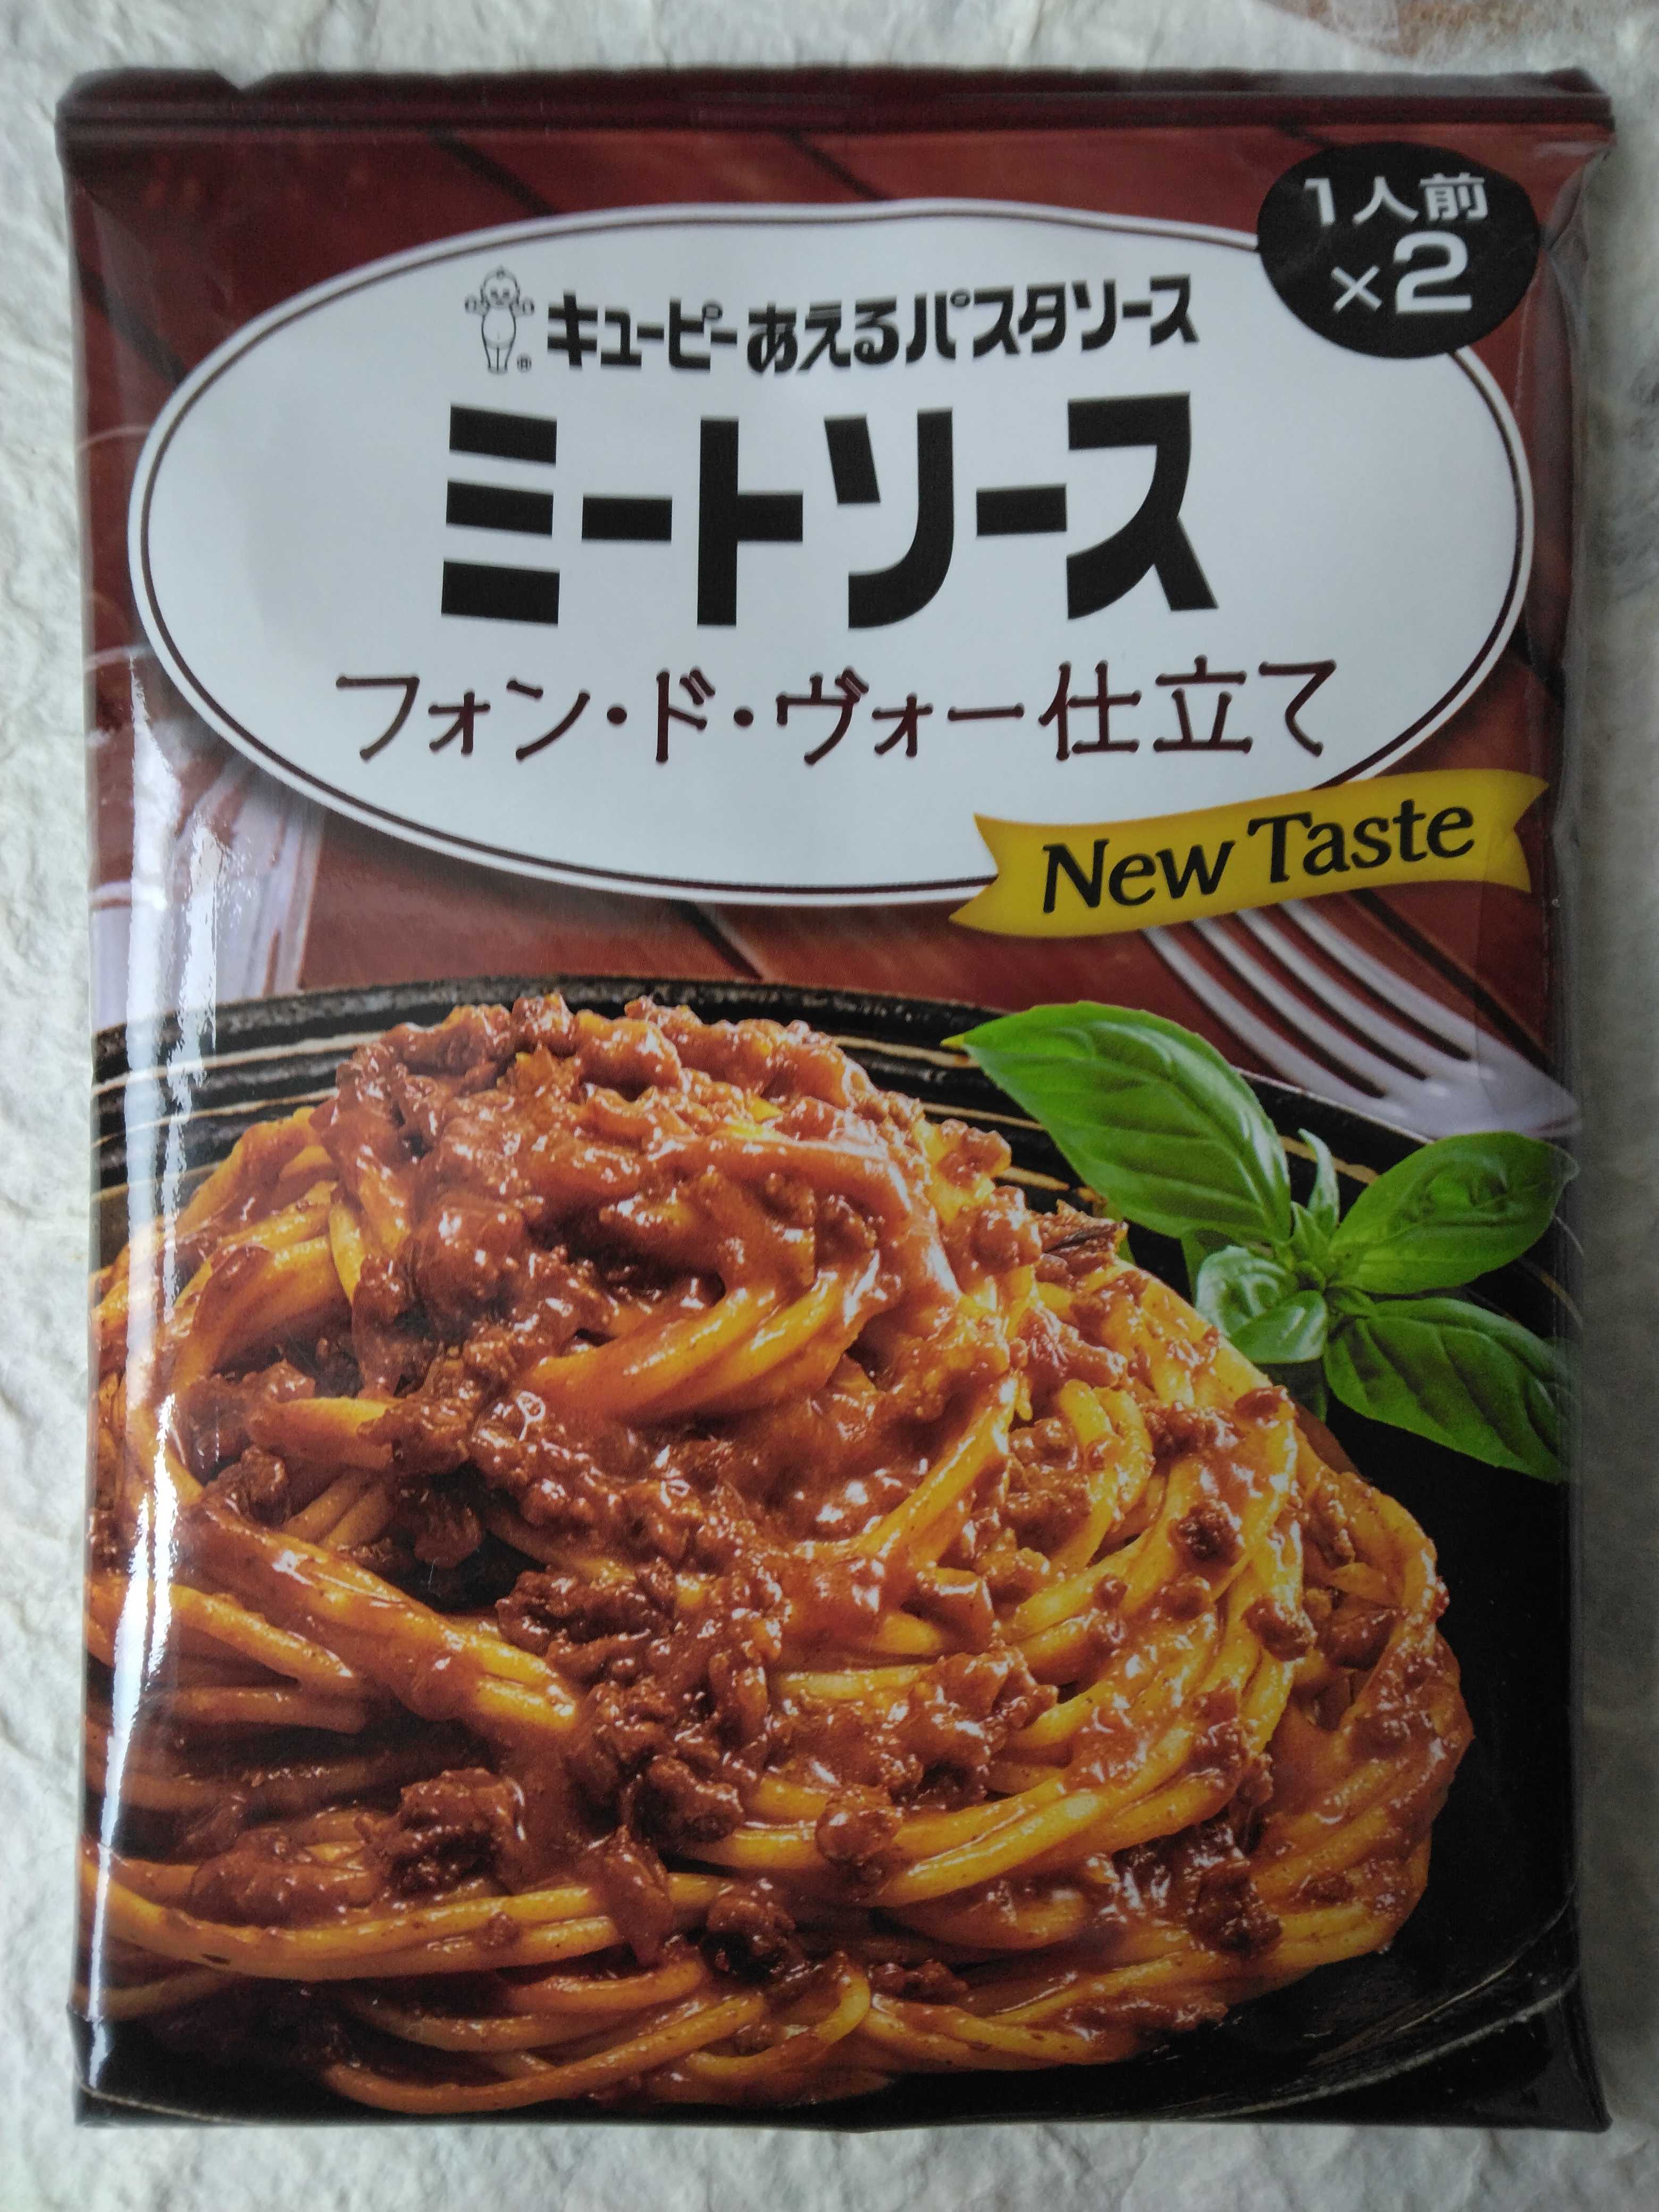 1人前
×2
キユーピーあえるパスタソース
ミートソース
フォン・ド・ヴォー仕立て
New Taste